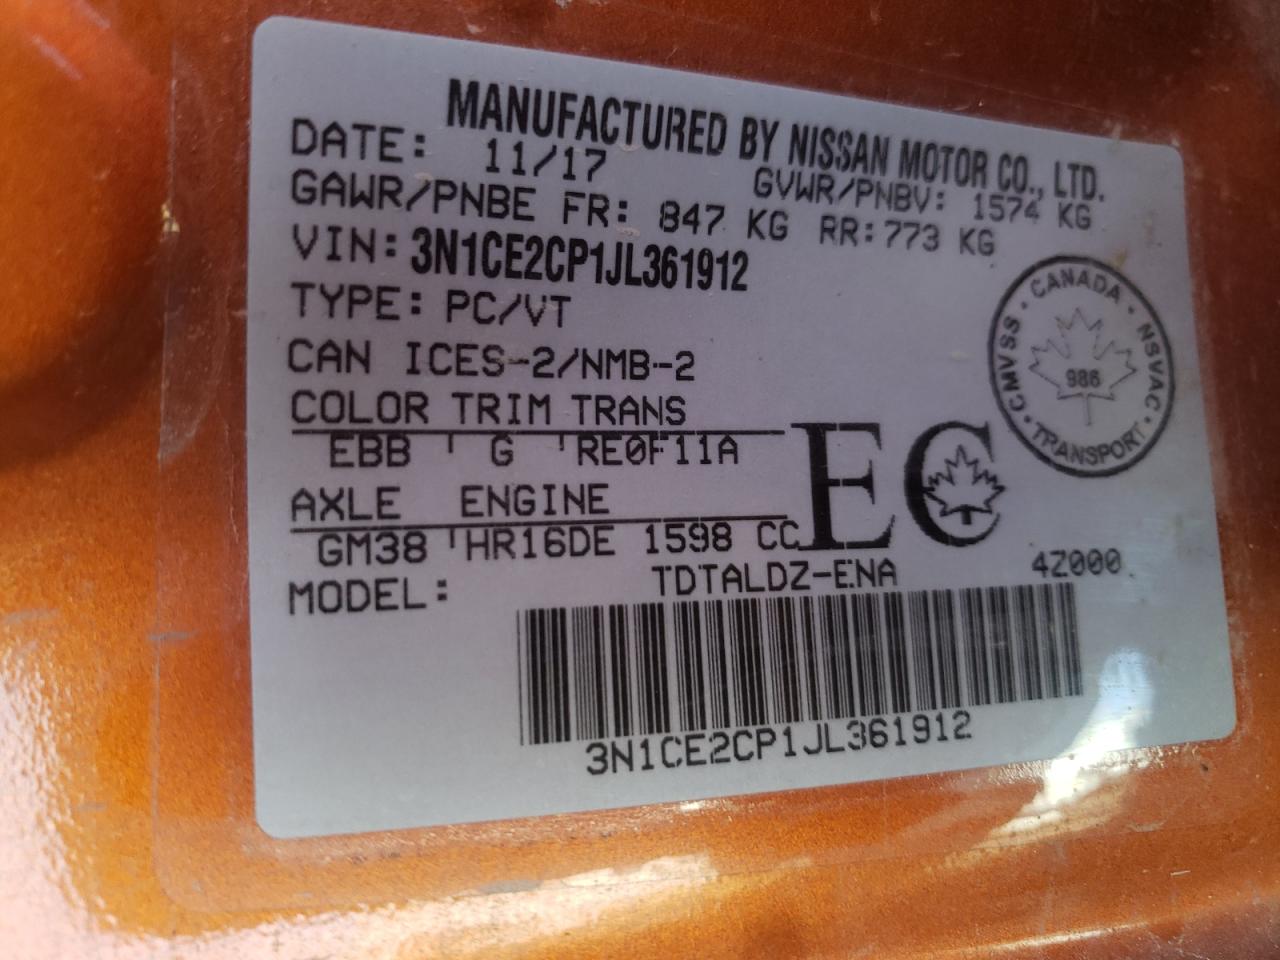 MANUFACTURED BY NISSAN MOTOR CO., LTD.
DATE: 11/17 GVWR/PNBV: 1574 KG
GAWR/PNBE FR: 847 KG RR: 773 KG
VIN: 3N1CE2CP1JL361912
TYPE: PC/VT
CAN ICES-2/NMB-2
COLOR TRIM TRANS
EBB G RE0F11A
AXLE ENGINE
GM38 HR16DE 1598 CC
EC
CANADA · NSVAC · TRANSPORT · CMVSS ·
986
MODEL: TDTALDZ-ENA 4Z000
3N1CE2CP1JL361912